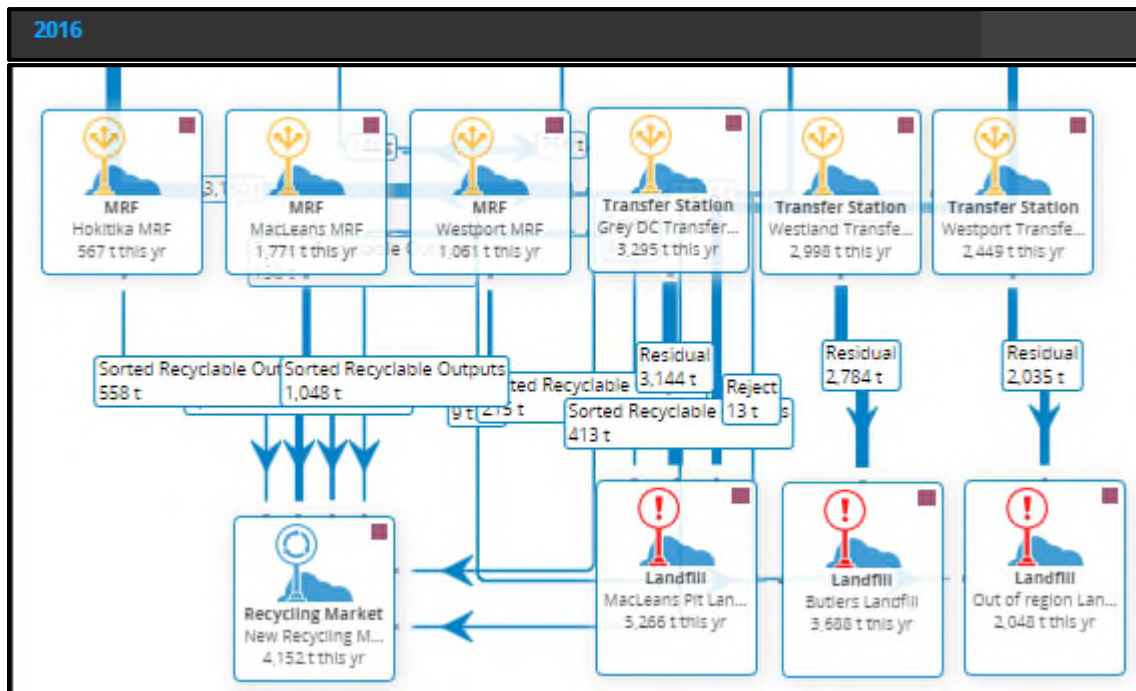 2016
MRF
Hokitika MRF
567 t this yr
MRF
MacLeans MRF
1,771 t this yr
MRF
Westport MRF
1,061 t this yr
Transfer Station
Grey DC Transfer...
3,295 t this yr
Transfer Station
Westland Transfe...
2,998 t this yr
Transfer Station
Westport Transfe...
2,449 t this yr
Sorted Recyclable
558 t
Sorted Recyclable Outputs
1,048 t
Recyclable
215 t
9 t
Sorted Recyclable
413 t
Residual
3,144 t
Reject
13 t
Residual
2,784 t
Residual
2,035 t
Recycling Market
New Recycling M...
4,152 t this yr
Landfill
MacLeans Pit Lan...
5,266 t this yr
Landfill
Butlers Landfill
3,688 t this yr
Landfill
Out of region Lan...
2,048 t this yr